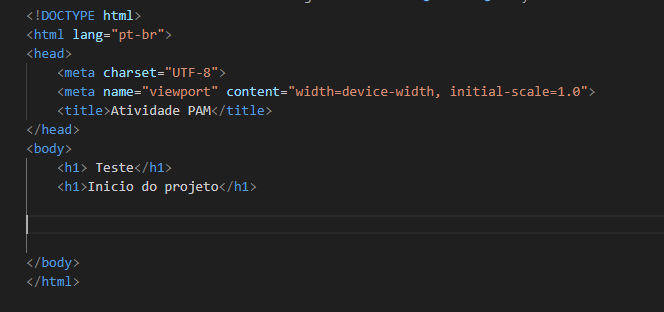 <!DOCTYPE html>
<html lang="pt-br">
<head>
    <meta charset="UTF-8">
    <meta name="viewport" content="width=device-width, initial-scale=1.0">
    <title>Atividade PAM</title>
</head>
<body>
    <h1> Teste</h1>
    <h1>Inicio do projeto</h1>
</body>
</html>